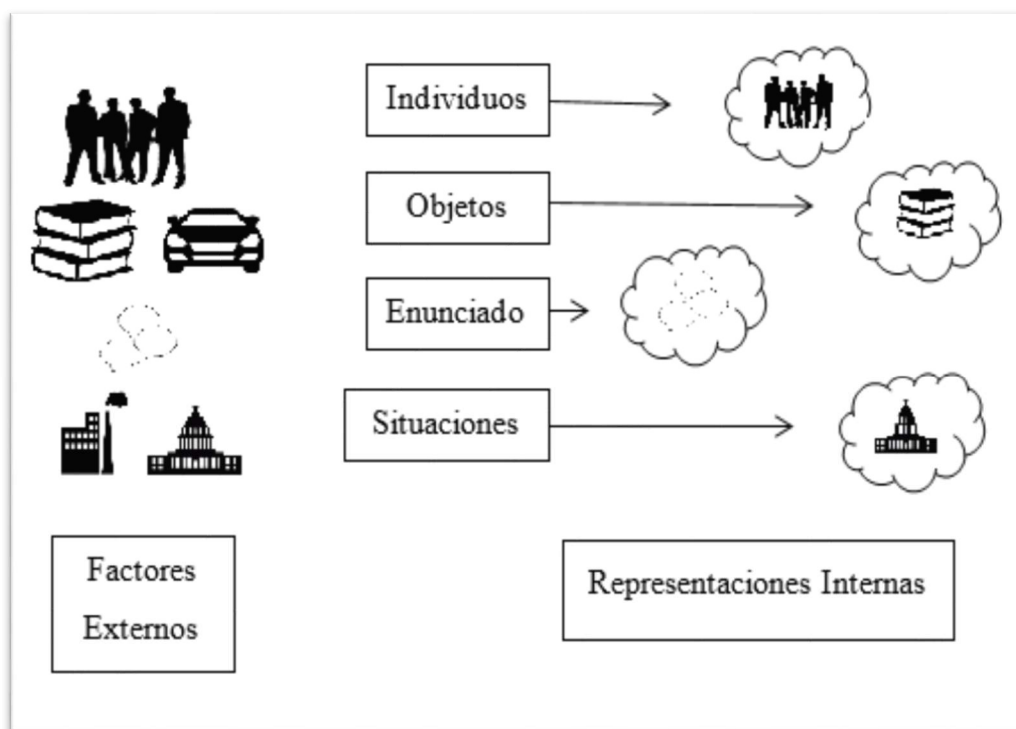 Individuos
Objetos
Enunciado
Situaciones
Factores
Externos
Representaciones Internas